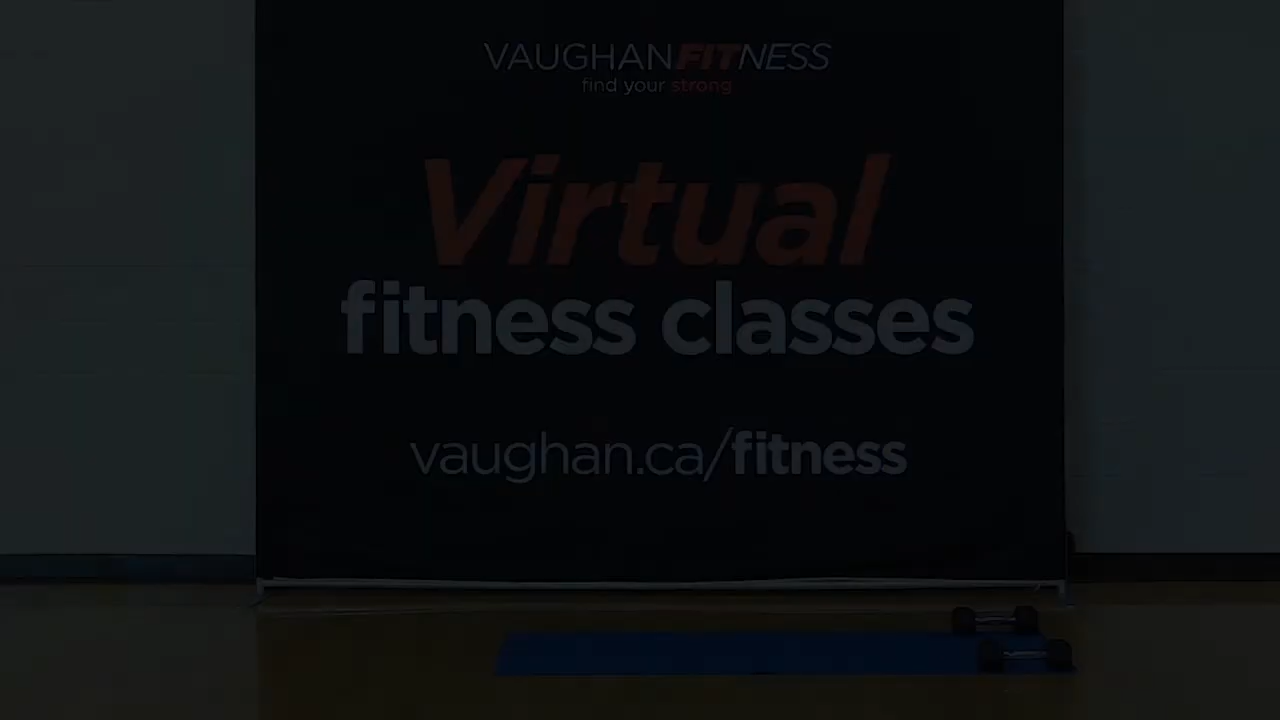 VAUGHANFITNESS
find your strong
Virtual
fitness classes
vaughan.ca/fitness